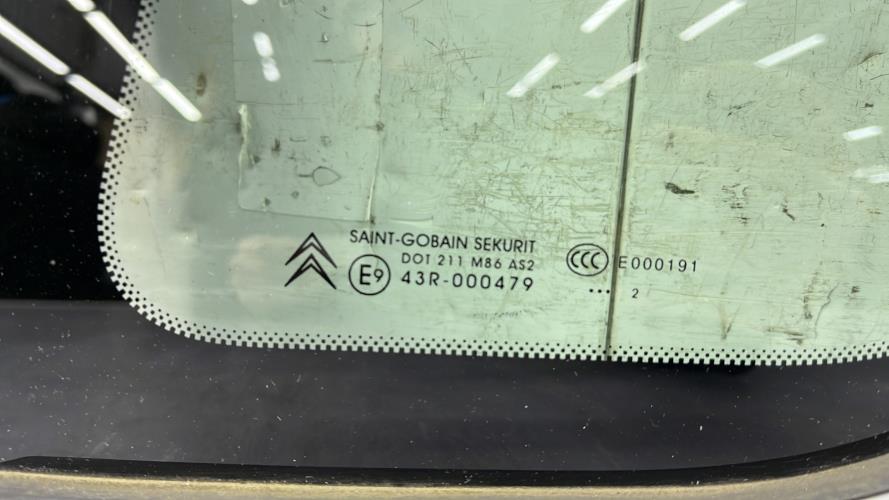 SAINT-GOBAIN SEKURIT
DOT 211 M86 AS2
E9 43R-000479
CCC E000191
... 2